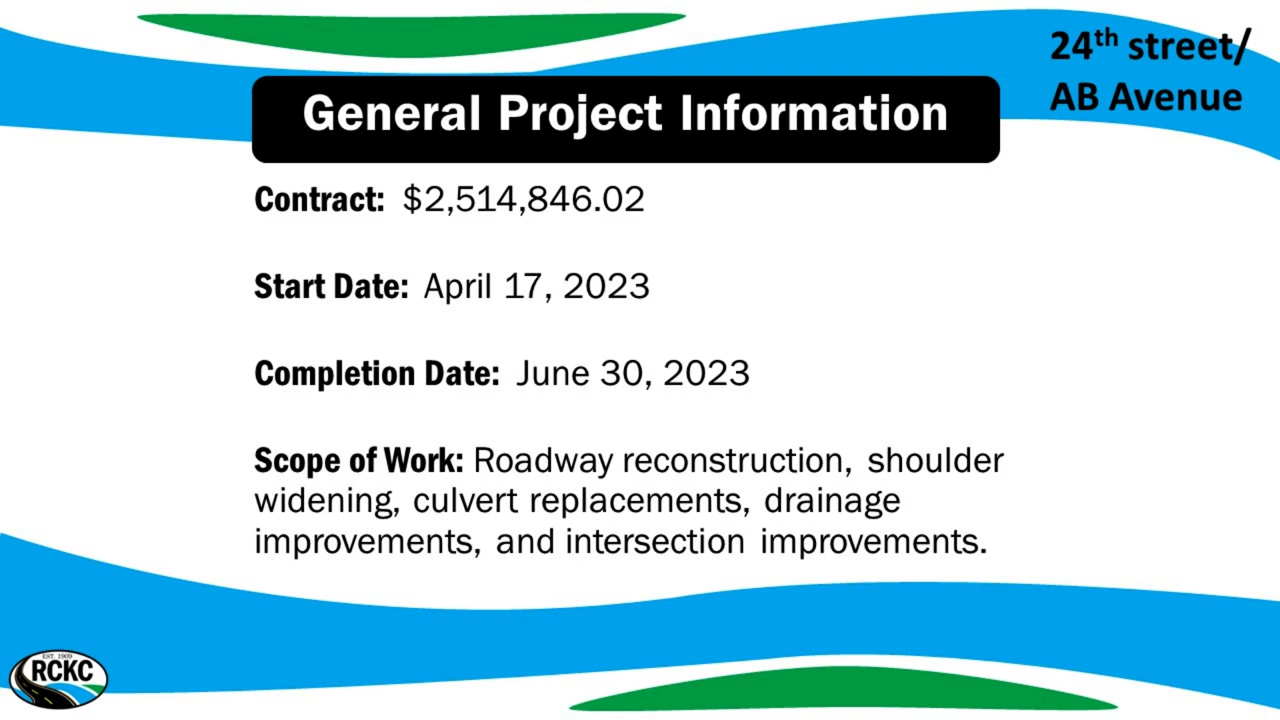 24th street/
AB Avenue
General Project Information
Contract: $2,514,846.02
Start Date: April 17, 2023
Completion Date: June 30, 2023
Scope of Work: Roadway reconstruction, shoulder
widening, culvert replacements, drainage
improvements, and intersection improvements.
EST 1909
RCKC